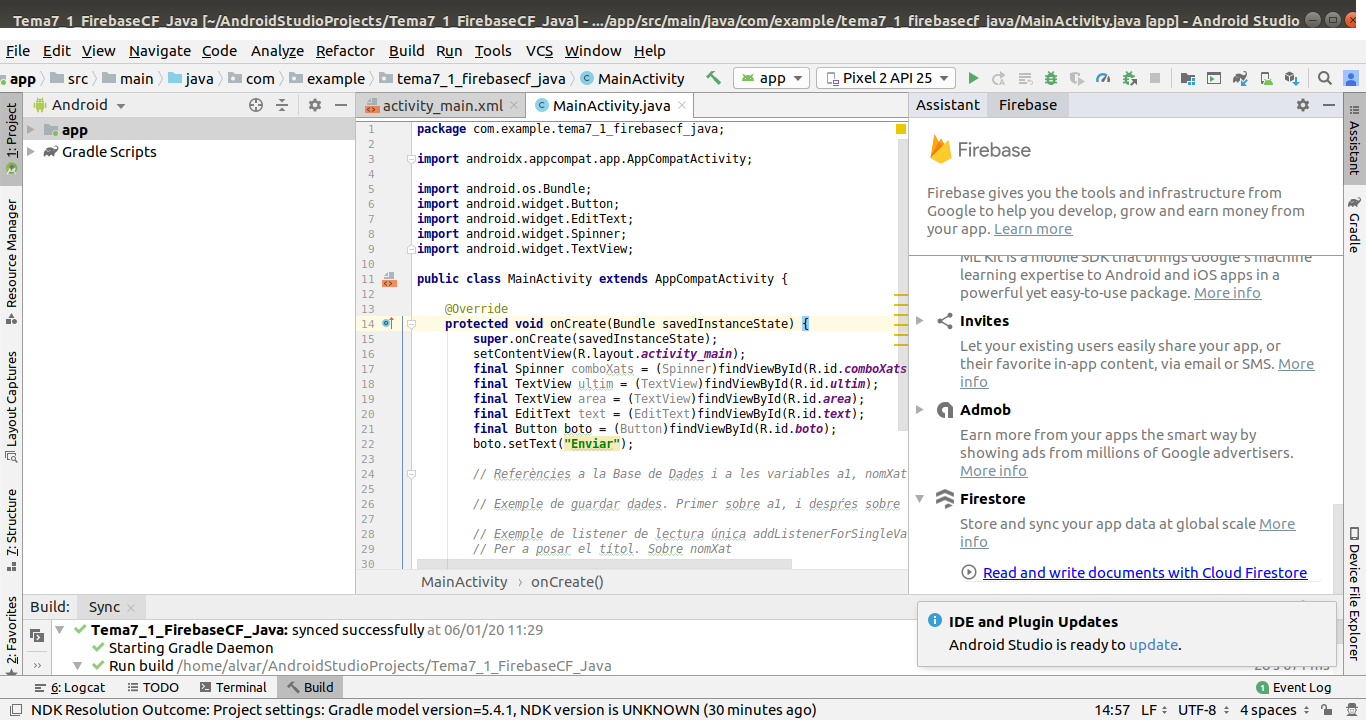 Tema7_1_FirebaseCF_Java [~/AndroidStudioProjects/Tema7_1_FirebaseCF_Java] - .../app/src/main/java/com/example/tema7_1_firebasecf_java/MainActivity.java [app] - Android Studio
File Edit View Navigate Code Analyze Refactor Build Run Tools VCS Window Help
app src main java com example tema7_1_firebasecf_java MainActivity app Pixel 2 API 25
1: Project
Resource Manager
Layout Captures
7: Structure
2: Favorites
Android
app
Gradle Scripts
activity_main.xml MainActivity.java
1 package com.example.tema7_1_firebasecf_java;
2
3 import androidx.appcompat.app.AppCompatActivity;
4
5 import android.os.Bundle;
6 import android.widget.Button;
7 import android.widget.EditText;
8 import android.widget.Spinner;
9 import android.widget.TextView;
10
11 public class MainActivity extends AppCompatActivity {
12
13 @Override
14 protected void onCreate(Bundle savedInstanceState) {
15 super.onCreate(savedInstanceState);
16 setContentView(R.layout.activity_main);
17 final Spinner comboXats = (Spinner)findViewById(R.id.comboXats
18 final TextView ultim = (TextView)findViewById(R.id.ultim);
19 final TextView area = (TextView)findViewById(R.id.area);
20 final EditText text = (EditText)findViewById(R.id.text);
21 final Button boto = (Button)findViewById(R.id.boto);
22 boto.setText("Enviar");
23
24 // Referències a la Base de Dades i a les variables a1, nomXat
25
26 // Exemple de guardar dades. Primer sobre a1, i despŕes sobre
27
28 // Exemple de listener de lectura única addListenerForSingleVa
29 // Per a posar el títol. Sobre nomXat
30
MainActivity › onCreate()
Assistant Firebase
Firebase
Firebase gives you the tools and infrastructure from
Google to help you develop, grow and earn money from
your app. Learn more
ML Kit is a mobile SDK that brings Google's machine
learning expertise to Android and iOS apps in a
powerful yet easy-to-use package. More info
Invites
Let your existing users easily share your app, or
their favorite in-app content, via email or SMS. More
info
Admob
Earn more from your apps the smart way by
showing ads from millions of Google advertisers.
More info
Firestore
Store and sync your app data at global scale More
info
Read and write documents with Cloud Firestore
Assistant
Gradle
Device File Explorer
Build: Sync
Tema7_1_FirebaseCF_Java: synced successfully at 06/01/20 11:29
Starting Gradle Daemon
Run build /home/alvar/AndroidStudioProjects/Tema7_1_FirebaseCF_Java
IDE and Plugin Updates
Android Studio is ready to update.
6: Logcat TODO Terminal Build 1 Event Log
NDK Resolution Outcome: Project settings: Gradle model version=5.4.1, NDK version is UNKNOWN (30 minutes ago) 14:57 LF UTF-8 4 spaces